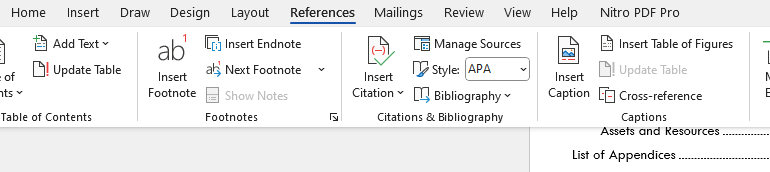 Home Insert Draw Design Layout References Mailings Review View Help Nitro PDF Pro
Add Text
Update Table
Table of Contents
ab
Insert Footnote
Insert Endnote
Next Footnote
Show Notes
Footnotes
Insert Citation
Manage Sources
Style: APA
Bibliography
Citations & Bibliography
Insert Caption
Insert Table of Figures
Update Table
Cross-reference
Captions
Assets and Resources
List of Appendices